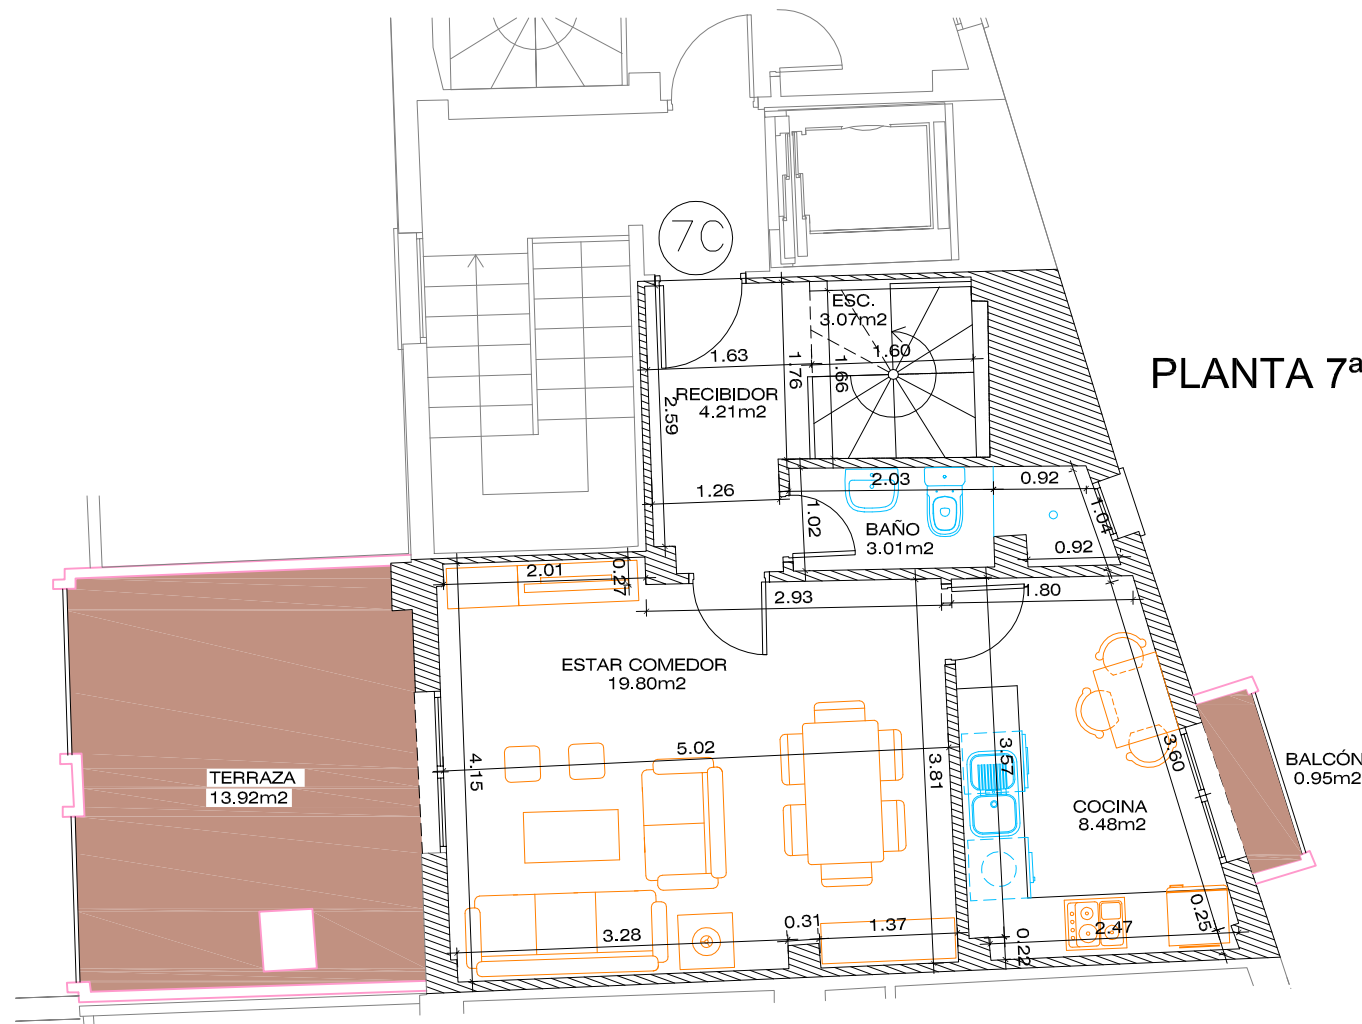 7C
ESC.
3.07m2
1.63
1.76
1.66
1.60
PLANTA 7ª
RECIBIDOR
4.21m2
2.59
1.26
2.03
0.92
1.02
BAÑO
3.01m2
1.04
0.92
2.01
0.27
2.93
1.80
ESTAR COMEDOR
19.80m2
5.02
4.15
3.81
3.57
3.60
TERRAZA
13.92m2
BALCÓN
0.95m2
COCINA
8.48m2
3.28
0.31
1.37
0.22
2.47
0.25